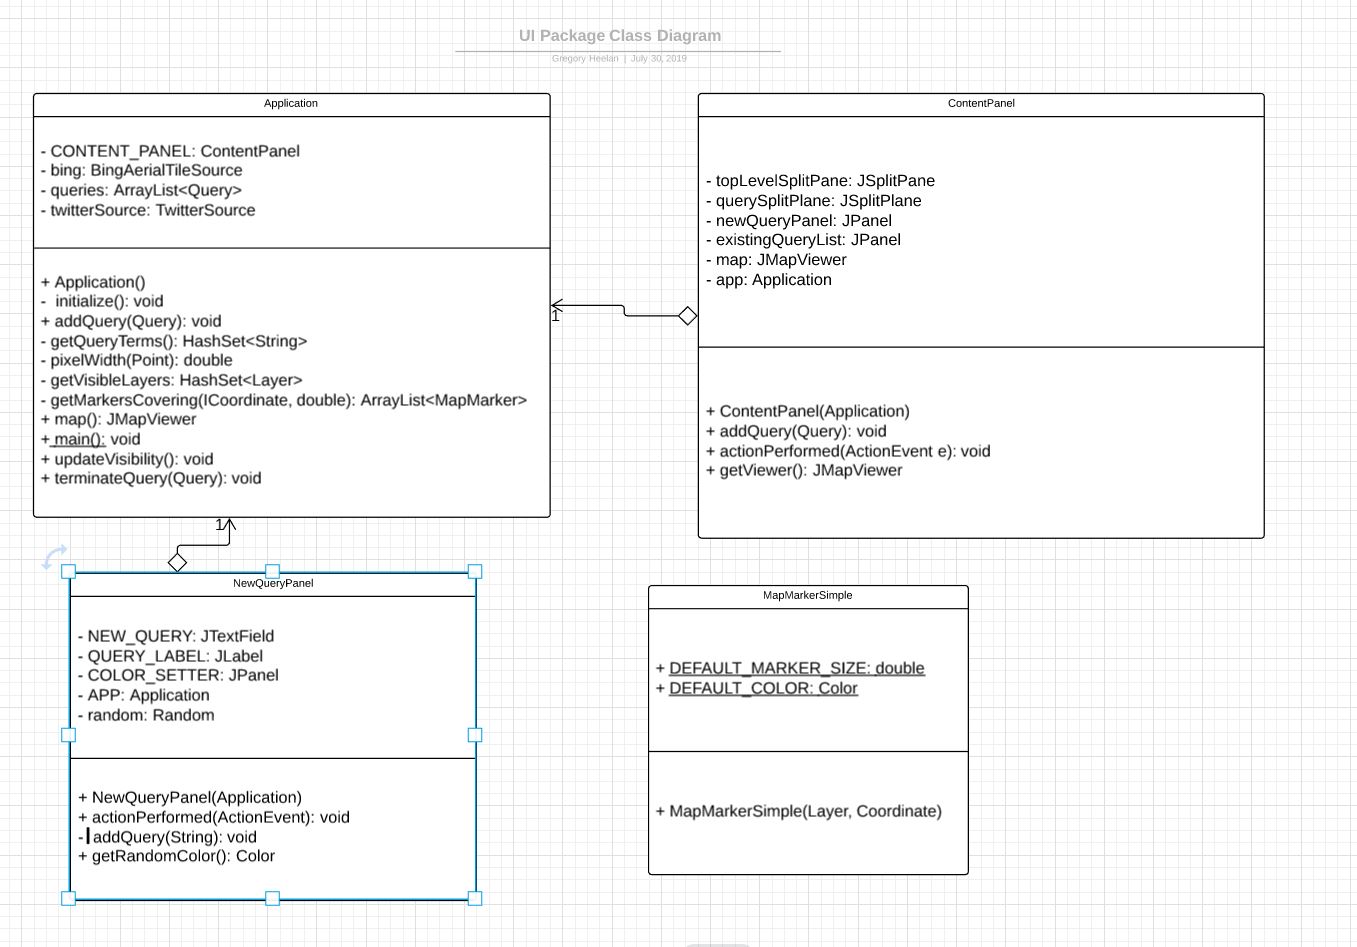 UI Package Class Diagram
Gregory Heelan | July 30, 2019
Application
- CONTENT_PANEL: ContentPanel
- bing: BingAerialTileSource
- queries: ArrayList<Query>
- twitterSource: TwitterSource
+ Application()
- initialize(): void
+ addQuery(Query): void
- getQueryTerms(): HashSet<String>
- pixelWidth(Point): double
- getVisibleLayers: HashSet<Layer>
- getMarkersCovering(ICoordinate, double): ArrayList<MapMarker>
+ map(): JMapViewer
+ main(): void
+ updateVisibility(): void
+ terminateQuery(Query): void
ContentPanel
- topLevelSplitPane: JSplitPane
- querySplitPlane: JSplitPlane
- newQueryPanel: JPanel
- existingQueryList: JPanel
- map: JMapViewer
- app: Application
+ ContentPanel(Application)
+ addQuery(Query): void
+ actionPerformed(ActionEvent e): void
+ getViewer(): JMapViewer
1
1
NewQueryPanel
- NEW_QUERY: JTextField
- QUERY_LABEL: JLabel
- COLOR_SETTER: JPanel
- APP: Application
- random: Random
+ NewQueryPanel(Application)
+ actionPerformed(ActionEvent): void
- addQuery(String): void
+ getRandomColor(): Color
MapMarkerSimple
+ DEFAULT_MARKER_SIZE: double
+ DEFAULT_COLOR: Color
+ MapMarkerSimple(Layer, Coordinate)